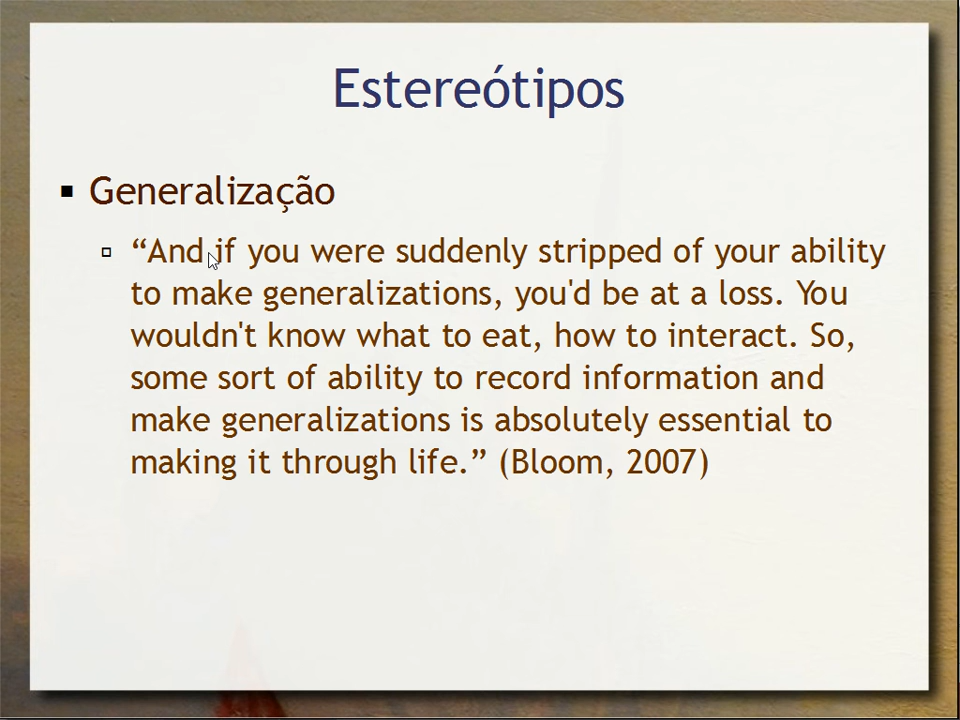 Estereótipos
Generalização
“And if you were suddenly stripped of your ability
to make generalizations, you'd be at a loss. You
wouldn't know what to eat, how to interact. So,
some sort of ability to record information and
make generalizations is absolutely essential to
making it through life.” (Bloom, 2007)